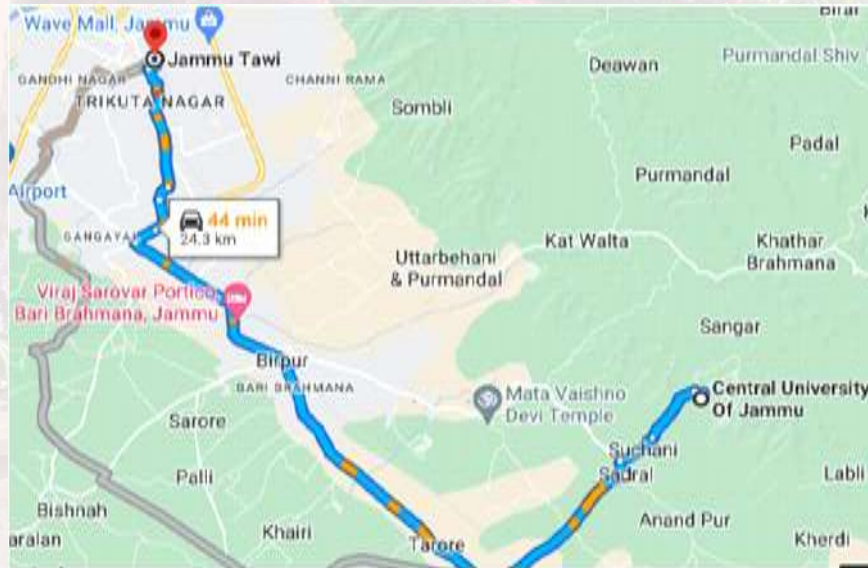 Birar
Wave Mall, Jammu
Jammu Tawi
Deawan
Purmandal Shiv
GANDHI NAGAR
CHANNI RAMA
TRIKUTA NAGAR
Sombli
Padal
Airport
Purmandal
44 min
24.3 km
GANGAYAL
Kat Walta
Khathar
Brahmana
Uttarbehani
& Purmandal
Viraj Sarovar Portico
Bari Brahmana, Jammu
Sangar
Birpur
BARI BRAHMANA
Central University
Of Jammu
Mata Vaishno
Devi Temple
Sarore
Suchani
Sadral
Palli
Labli
Bishnah
Anand Pur
aralan
Khairi
Tarore
Kherdi